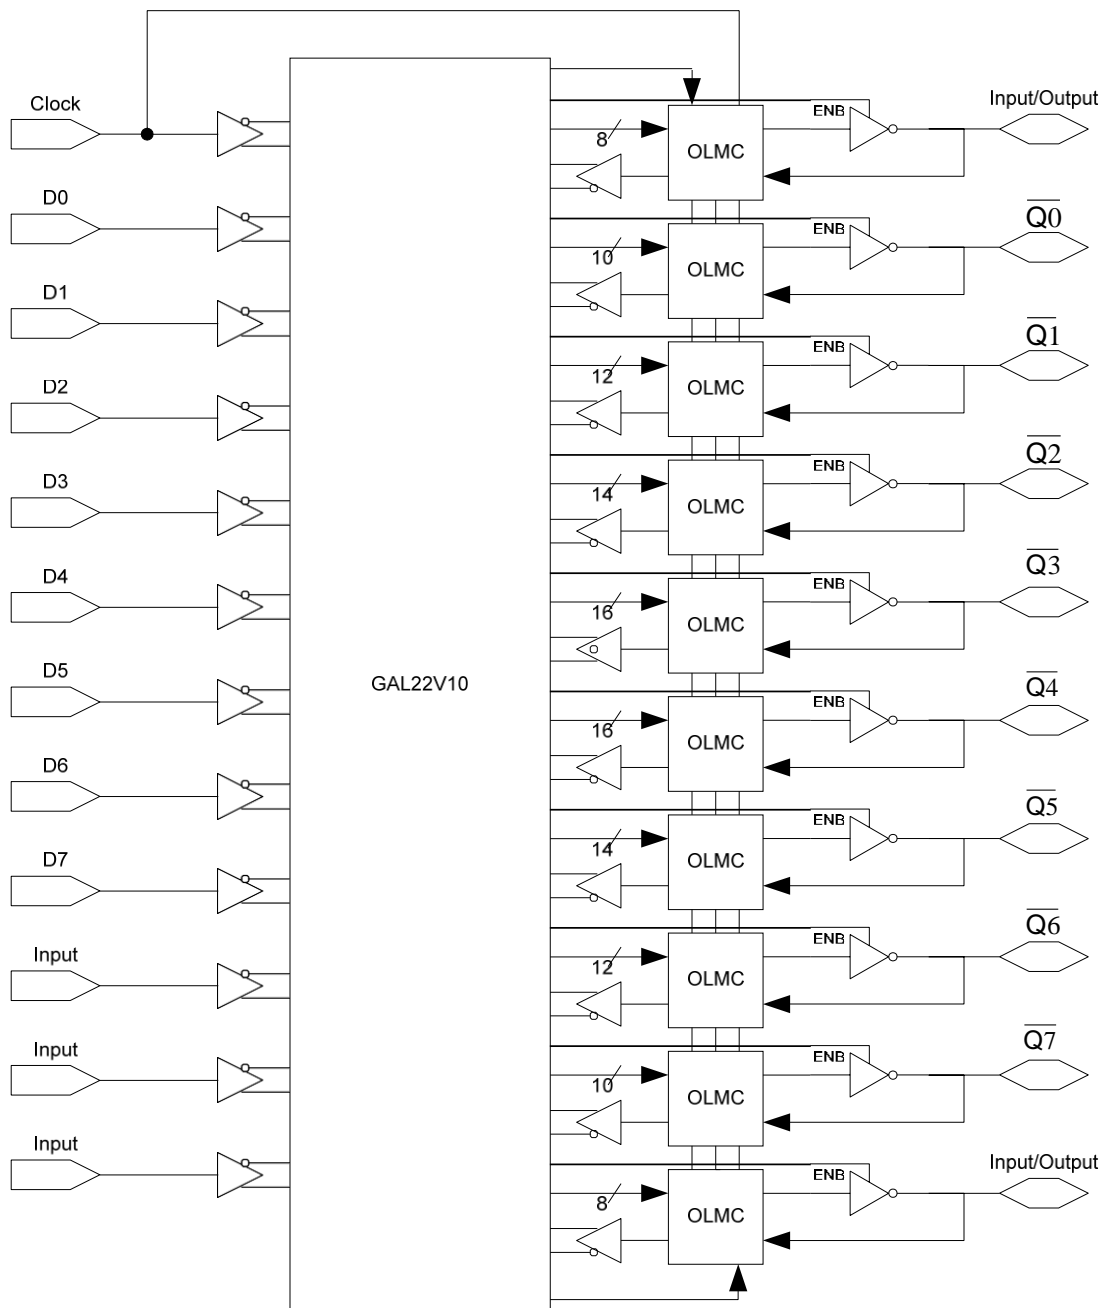 Clock
D0
D1
D2
D3
D4
D5
D6
D7
Input
Input
Input
GAL22V10
8
OLMC
ENB
Input/Output
10
OLMC
ENB
Q0
12
OLMC
ENB
Q1
14
OLMC
ENB
Q2
16
OLMC
ENB
Q3
16
OLMC
ENB
Q4
14
OLMC
ENB
Q5
12
OLMC
ENB
Q6
10
OLMC
ENB
Q7
8
OLMC
ENB
Input/Output